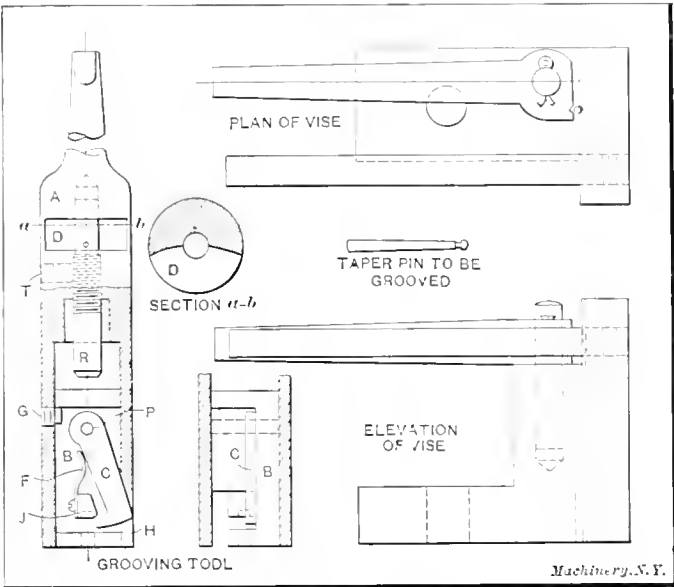 PLAN OF VISE
A
a
b
D
T
D
SECTION a-b
TAPER PIN TO BE
GROOVED
R
G
P
B
C
F
J
H
C
B
ELEVATION
OF VISE
GROOVING TOOL
Machinery, N.Y.